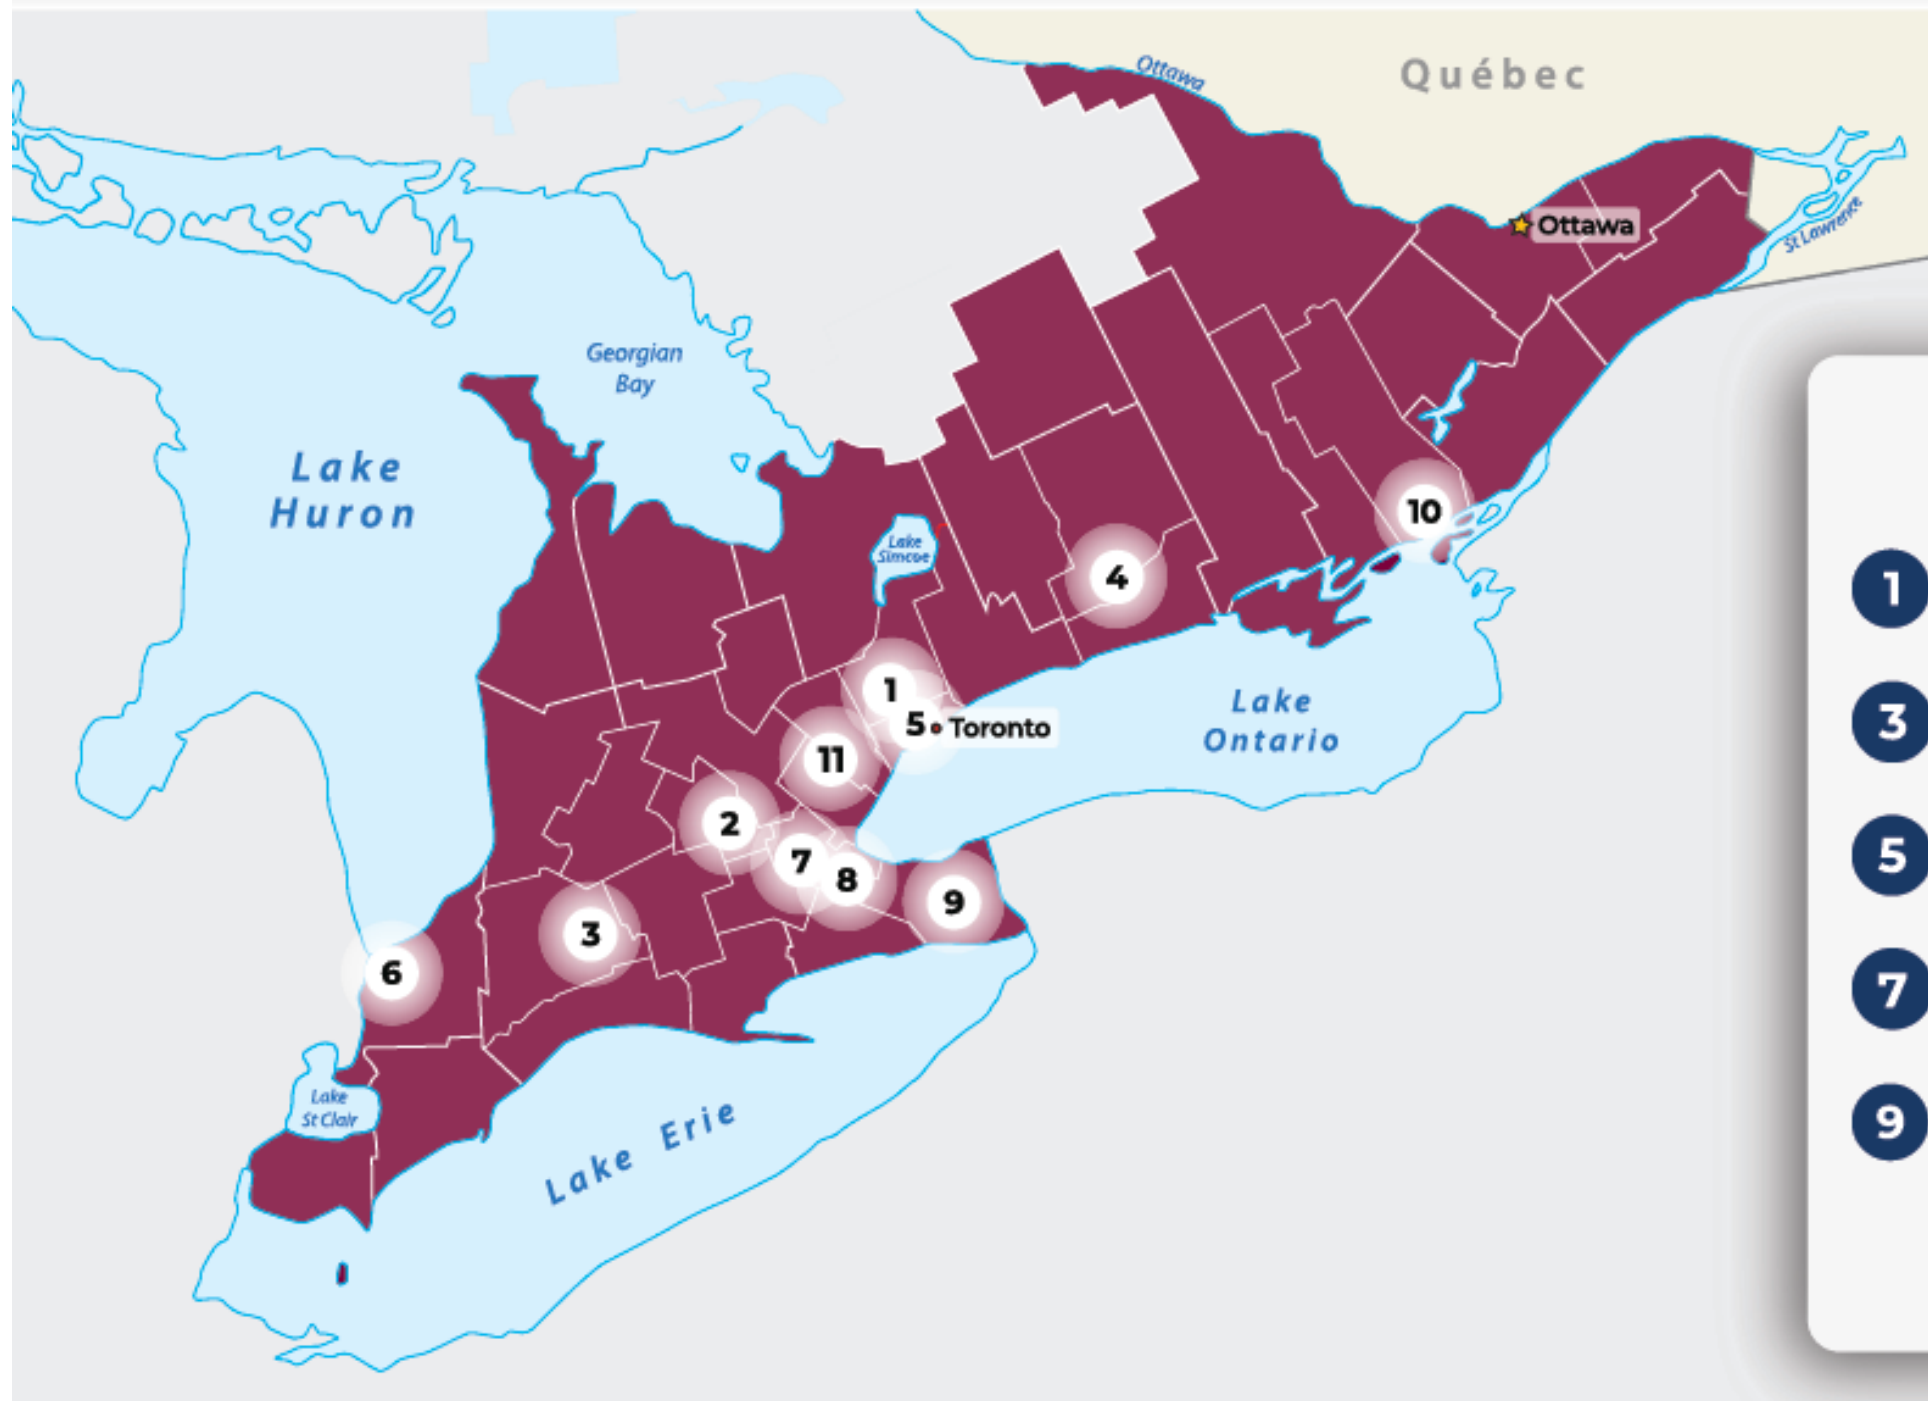 Ottawa
Québec
Ottawa
St Lawrence
Georgian
Bay
Lake
Huron
10
Lake
Simcoe
4
1
1
Lake
Ontario
5
Toronto
3
11
2
7
8
5
9
3
6
7
Lake
St Clair
Lake Erie
9